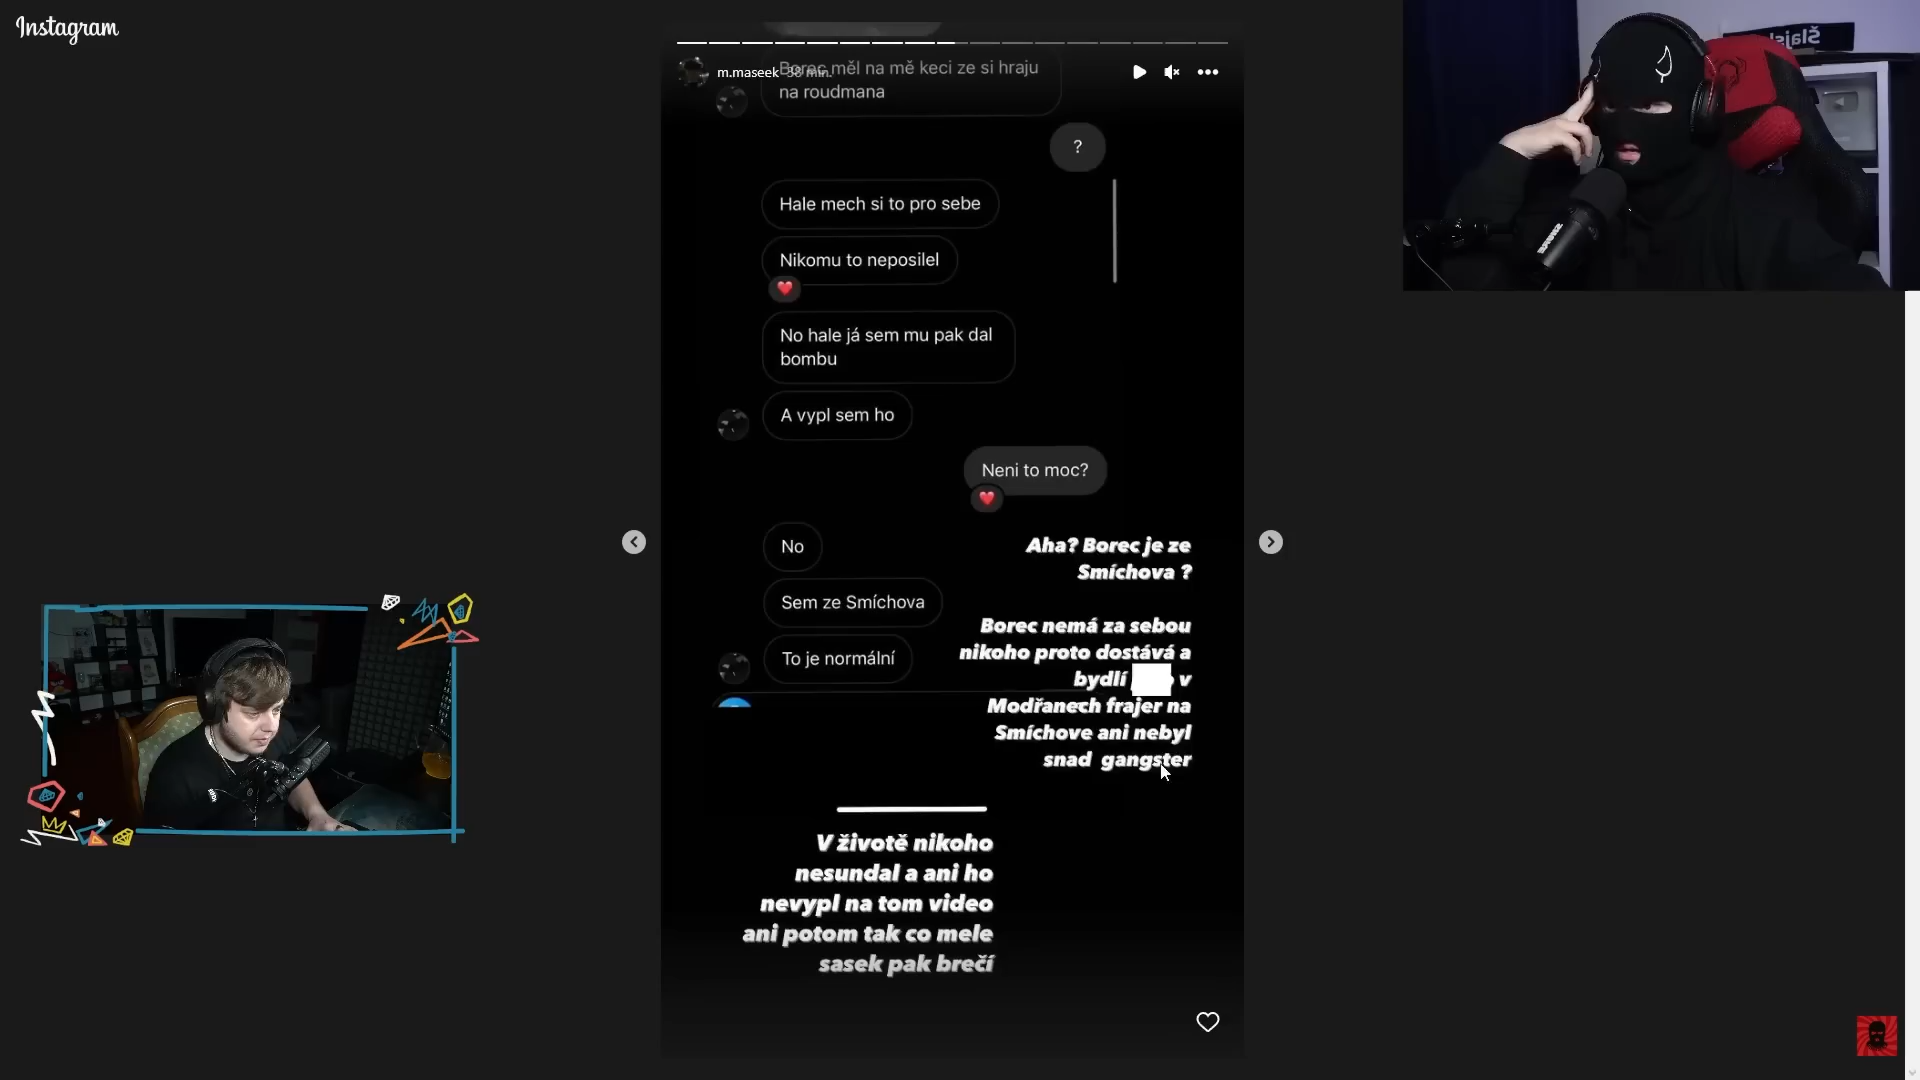 Instagram
Borec měl na mě keci ze si hraju
m.maseek 38 min.
na roudmana
?
Hale mech si to pro sebe
Nikomu to neposilel
No hale já sem mu pak dal
bombu
A vypl sem ho
Neni to moc?
No
Sem ze Smíchova
To je normální
Aha? Borec je ze
Smíchova ?
Borec nemá za sebou
nikoho proto dostává a
bydlí v
Modřanech frajer na
Smíchove ani nebyl
snad gangster
V životě nikoho
nesundal a ani ho
nevypl na tom video
ani potom tak co mele
sasek pak brečí